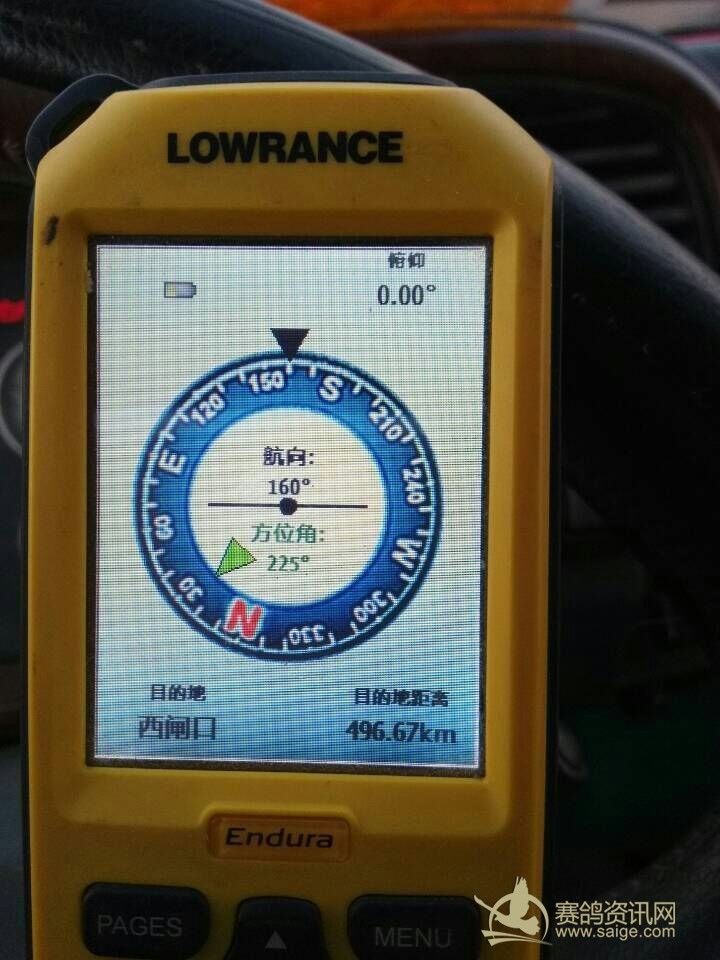 LOWRANCE
俯仰
0.00°
150
S
120
210
E
240
60
W
30
300
N
330
航向:
160°
方位角:
225°
目的地
目的地距离
西闸口
496.67km
Endura
PAGES
MENU
赛鸽资讯网
www.saige.com